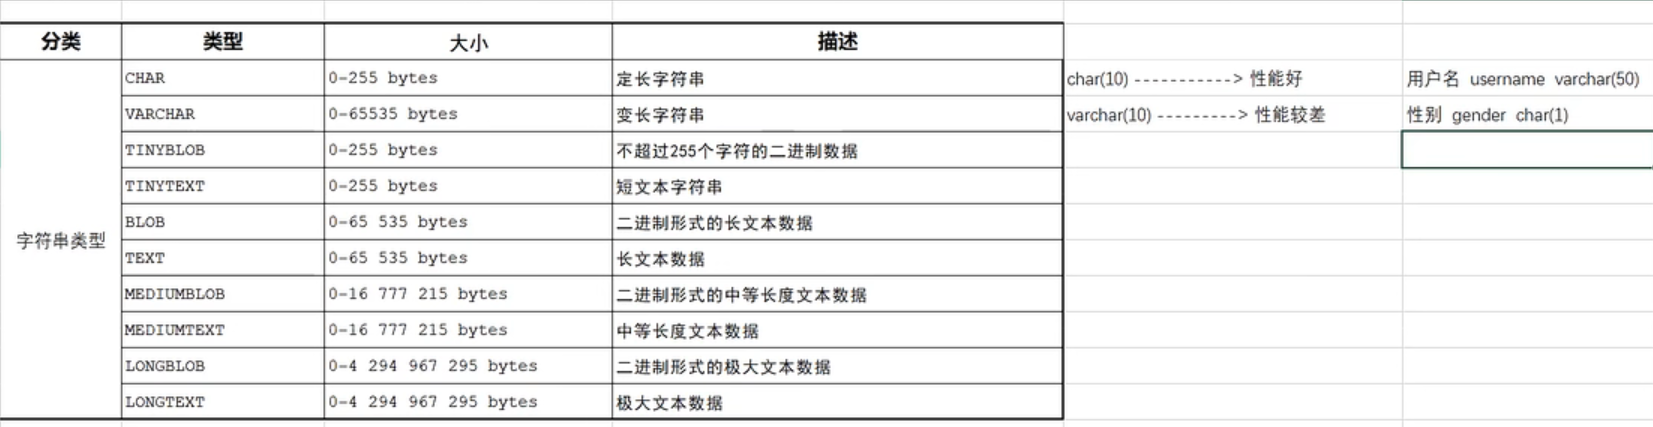 分类 类型 大小 描述
CHAR 0-255 bytes 定长字符串 char(10) -----------> 性能好 用户名 username varchar(50)
VARCHAR 0-65535 bytes 变长字符串 varchar(10) ---------> 性能较差 性别 gender char(1)
TINYBLOB 0-255 bytes 不超过255个字符的二进制数据
TINYTEXT 0-255 bytes 短文本字符串
BLOB 0-65 535 bytes 二进制形式的长文本数据
字符串类型
TEXT 0-65 535 bytes 长文本数据
MEDIUMBLOB 0-16 777 215 bytes 二进制形式的中等长度文本数据
MEDIUMTEXT 0-16 777 215 bytes 中等长度文本数据
LONGBLOB 0-4 294 967 295 bytes 二进制形式的极大文本数据
LONGTEXT 0-4 294 967 295 bytes 极大文本数据